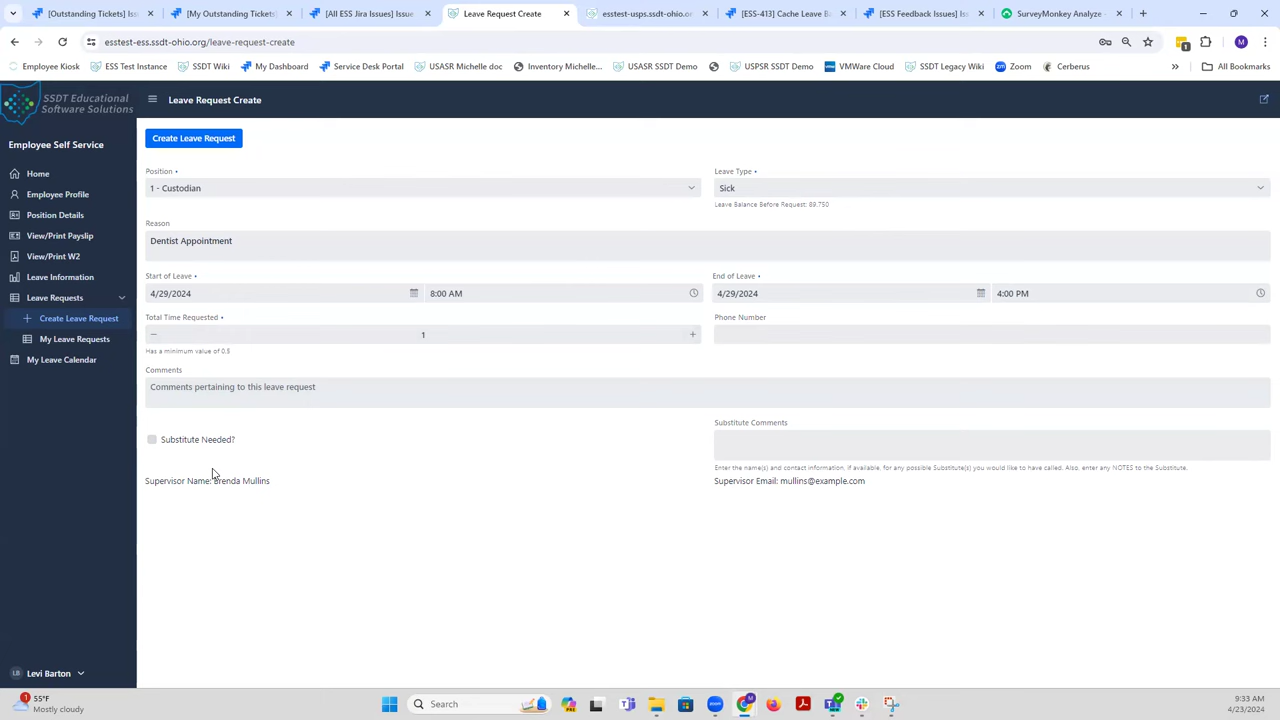 [Outstanding Tickets] Issue
[My Outstanding Tickets]
[All ESS Jira Issues] Issue
Leave Request Create
esstest-usps.ssdt-ohio.org/
[ESS-413] Cache Leave B
[ESS Feedback Issues] Iss
SurveyMonkey Analyze -
esstest-ess.ssdt-ohio.org/leave-request-create
M
Employee Kiosk
ESS Test Instance
SSDT Wiki
My Dashboard
Service Desk Portal
USASR Michelle doc
Inventory Michelle...
USASR SSDT Demo
USPSR SSDT Demo
VMWare Cloud
SSDT Legacy Wiki
Zoom
Cerberus
»
All Bookmarks
SSDT Educational
Software Solutions
Leave Request Create
Employee Self Service
Home
Employee Profile
Position Details
View/Print Payslip
View/Print W2
Leave Information
Leave Requests
Create Leave Request
My Leave Requests
My Leave Calendar
LB Levi Barton
Create Leave Request
Position •
1 - Custodian
Leave Type •
Sick
Leave Balance Before Request: 89.750
Reason
Dentist Appointment
Start of Leave •
4/29/2024
8:00 AM
End of Leave •
4/29/2024
4:00 PM
Total Time Requested •
− 1 +
Has a minimum value of 0.5
Phone Number
Comments
Comments pertaining to this leave request
Substitute Needed?
Substitute Comments
Enter the name(s) and contact information, if available, for any possible Substitute(s) you would like to have called. Also, enter any NOTES to the Substitute.
Supervisor Name: Brenda Mullins
Supervisor Email: mullins@example.com
1
55°F
Mostly cloudy
Search
zoom
9:33 AM
4/23/2024